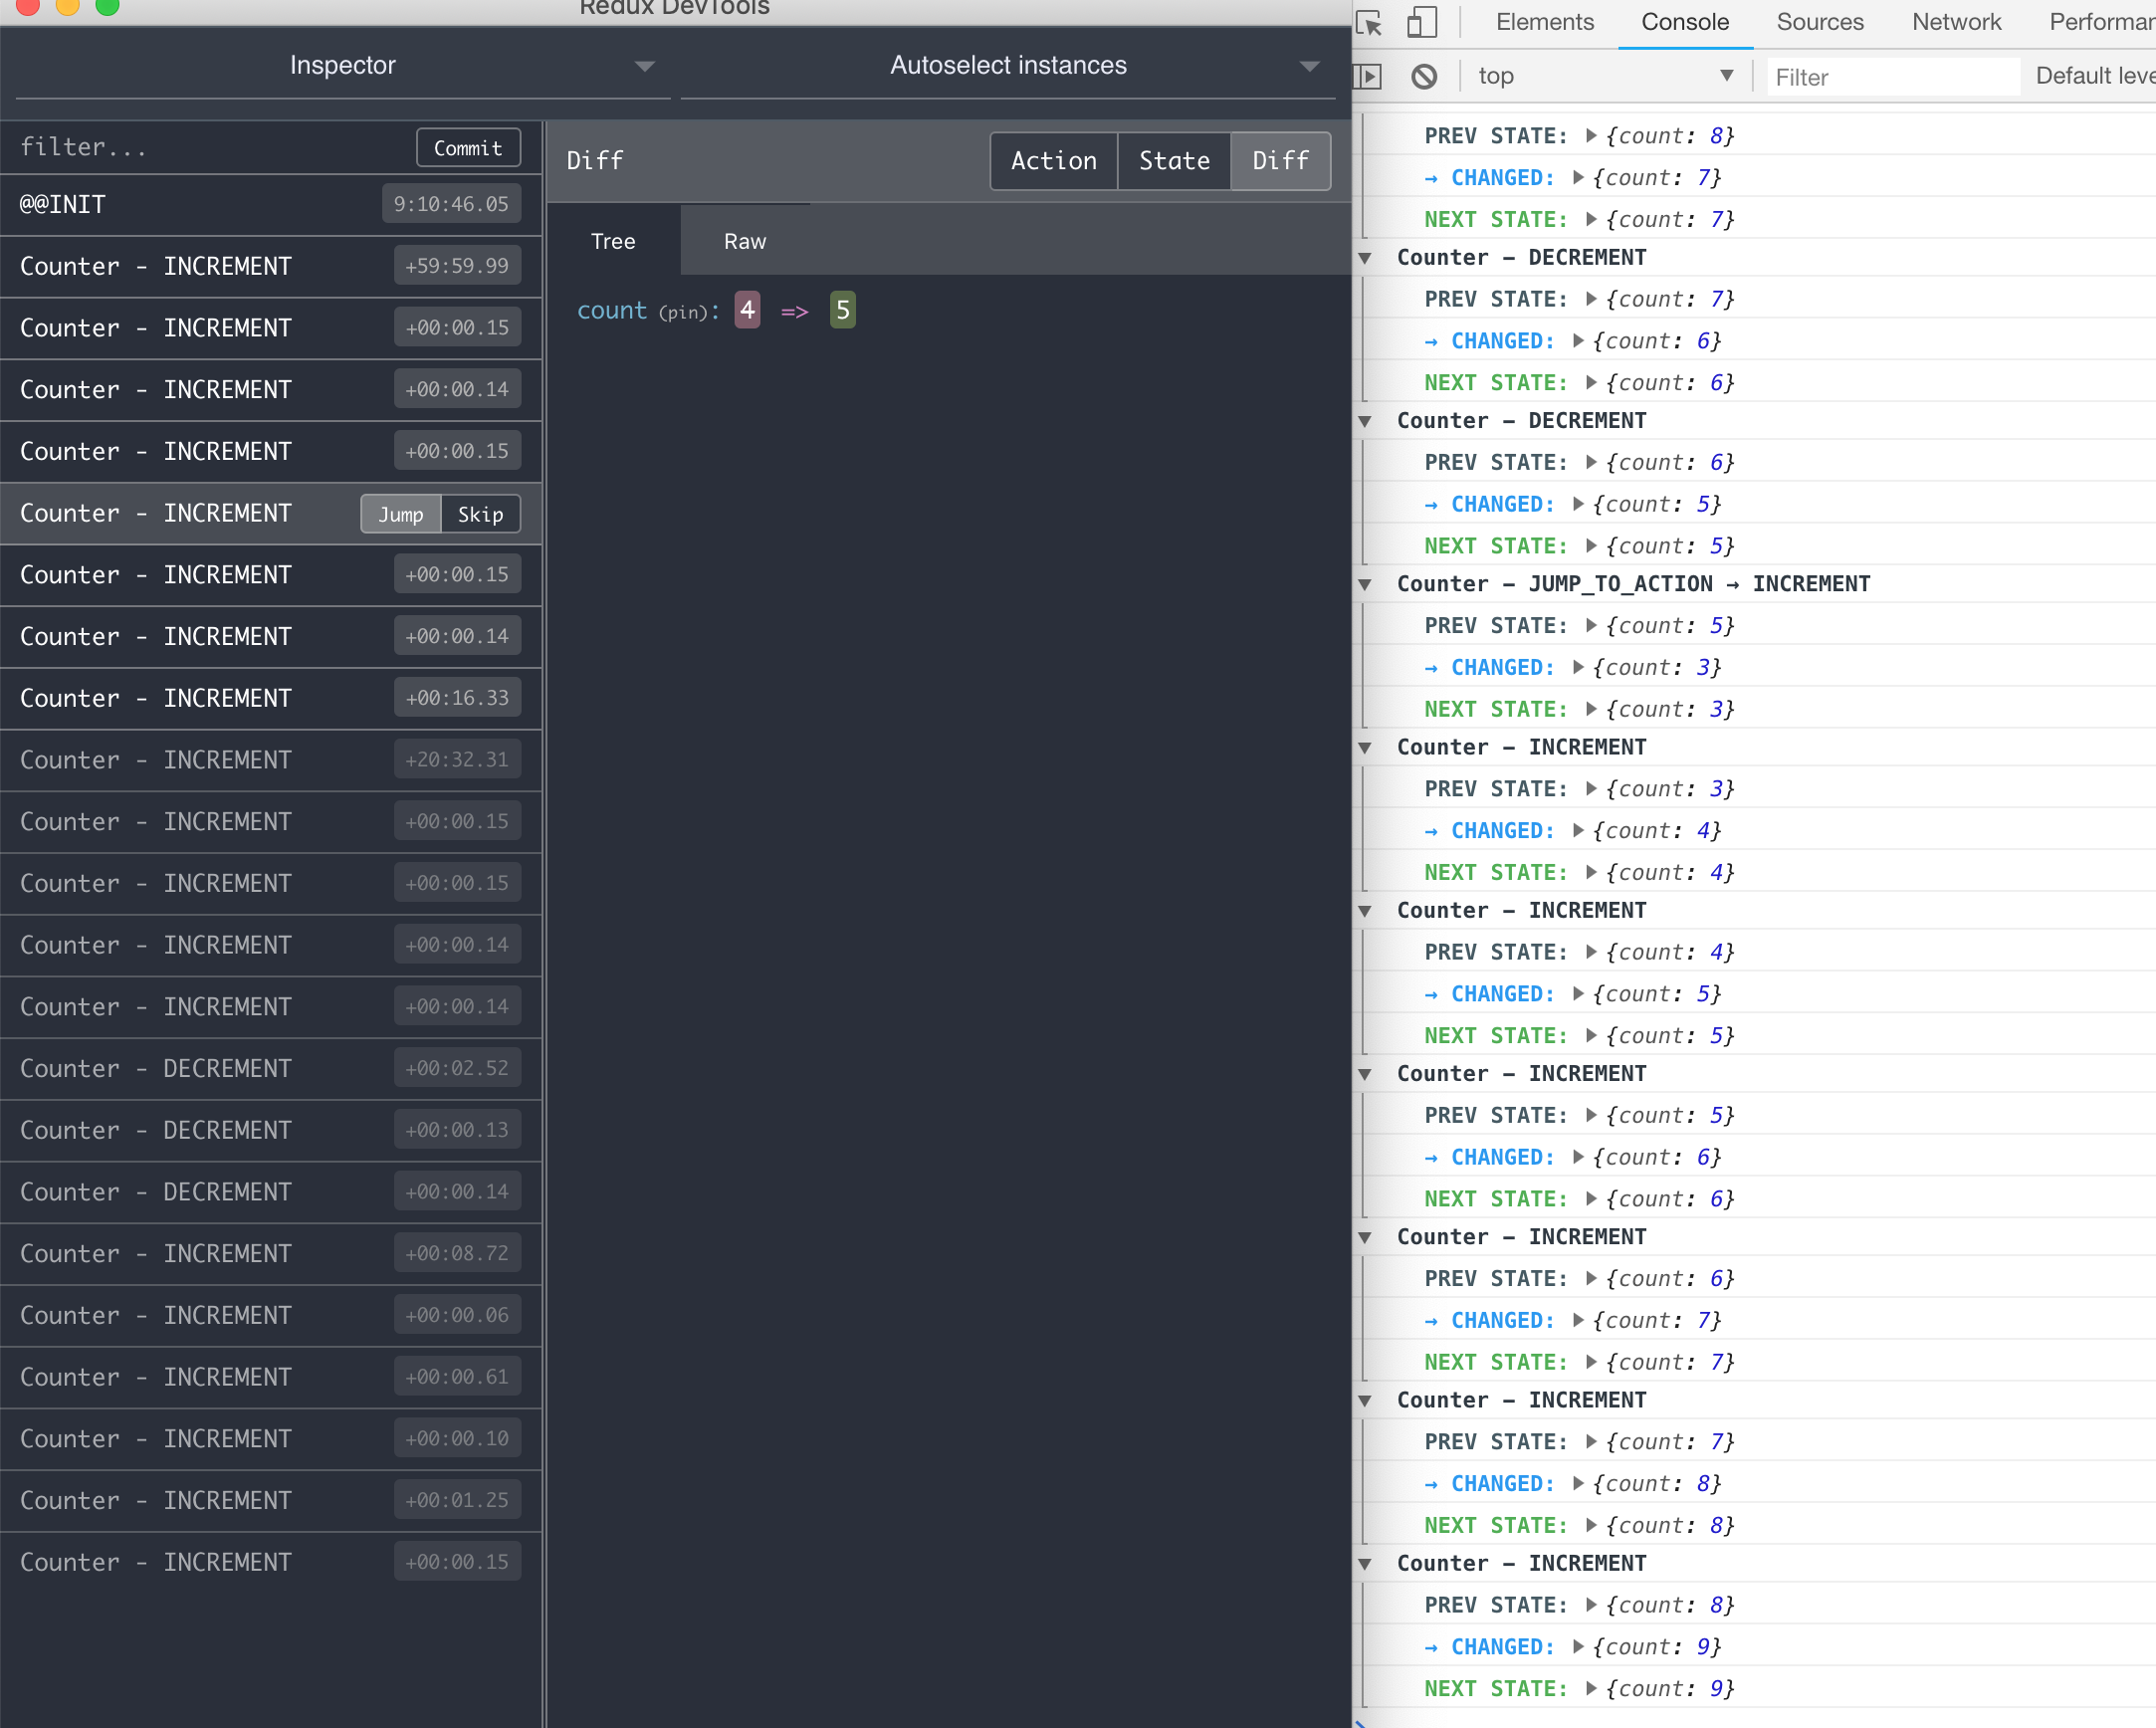 Redux DevTools
Inspector
Autoselect instances
filter...
Commit
@@INIT 9:10:46.05
Counter - INCREMENT +59:59.99
Counter - INCREMENT +00:00.15
Counter - INCREMENT +00:00.14
Counter - INCREMENT +00:00.15
Counter - INCREMENT Jump Skip
Counter - INCREMENT +00:00.15
Counter - INCREMENT +00:00.14
Counter - INCREMENT +00:16.33
Counter - INCREMENT +20:32.31
Counter - INCREMENT +00:00.15
Counter - INCREMENT +00:00.15
Counter - INCREMENT +00:00.14
Counter - INCREMENT +00:00.14
Counter - DECREMENT +00:02.52
Counter - DECREMENT +00:00.13
Counter - DECREMENT +00:00.14
Counter - INCREMENT +00:08.72
Counter - INCREMENT +00:00.06
Counter - INCREMENT +00:00.61
Counter - INCREMENT +00:00.10
Counter - INCREMENT +00:01.25
Counter - INCREMENT +00:00.15
Diff
Action State Diff
Tree Raw
count (pin): 4 => 5
Elements Console Sources Network Performan
top Filter Default leve
PREV STATE: ▶ {count: 8}
→ CHANGED: ▶ {count: 7}
NEXT STATE: ▶ {count: 7}
▼ Counter – DECREMENT
PREV STATE: ▶ {count: 7}
→ CHANGED: ▶ {count: 6}
NEXT STATE: ▶ {count: 6}
▼ Counter – DECREMENT
PREV STATE: ▶ {count: 6}
→ CHANGED: ▶ {count: 5}
NEXT STATE: ▶ {count: 5}
▼ Counter – JUMP_TO_ACTION → INCREMENT
PREV STATE: ▶ {count: 5}
→ CHANGED: ▶ {count: 3}
NEXT STATE: ▶ {count: 3}
▼ Counter – INCREMENT
PREV STATE: ▶ {count: 3}
→ CHANGED: ▶ {count: 4}
NEXT STATE: ▶ {count: 4}
▼ Counter – INCREMENT
PREV STATE: ▶ {count: 4}
→ CHANGED: ▶ {count: 5}
NEXT STATE: ▶ {count: 5}
▼ Counter – INCREMENT
PREV STATE: ▶ {count: 5}
→ CHANGED: ▶ {count: 6}
NEXT STATE: ▶ {count: 6}
▼ Counter – INCREMENT
PREV STATE: ▶ {count: 6}
→ CHANGED: ▶ {count: 7}
NEXT STATE: ▶ {count: 7}
▼ Counter – INCREMENT
PREV STATE: ▶ {count: 7}
→ CHANGED: ▶ {count: 8}
NEXT STATE: ▶ {count: 8}
▼ Counter – INCREMENT
PREV STATE: ▶ {count: 8}
→ CHANGED: ▶ {count: 9}
NEXT STATE: ▶ {count: 9}